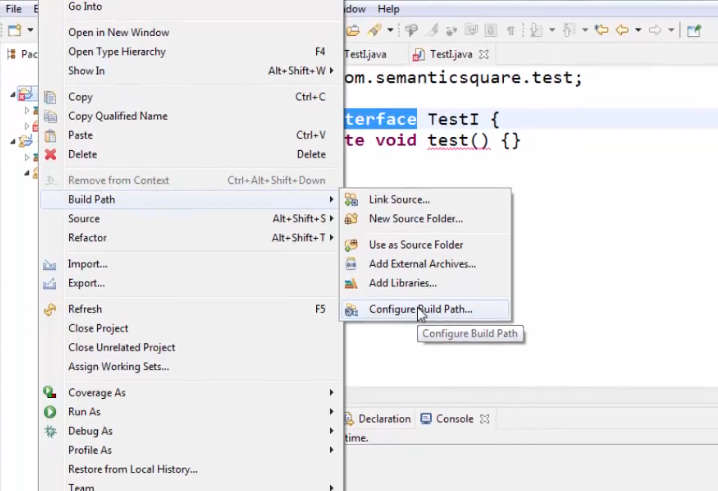 File E
Go Into
dow Help
Open in New Window
Open Type Hierarchy F4
Show In Alt+Shift+W
Pac
TestI.java
TestI.java
om.semanticsquare.test;
Copy Ctrl+C
Copy Qualified Name
Paste Ctrl+V
Delete Delete
terface TestI {
te void test() {}
Remove from Context Ctrl+Alt+Shift+Down
Build Path
Source Alt+Shift+S
Refactor Alt+Shift+T
Import...
Export...
Refresh F5
Close Project
Close Unrelated Project
Assign Working Sets...
Coverage As
Run As
Debug As
Profile As
Restore from Local History...
Team
Link Source...
New Source Folder...
Use as Source Folder
Add External Archives...
Add Libraries...
Configure Build Path...
Configure Build Path
Declaration Console
time.